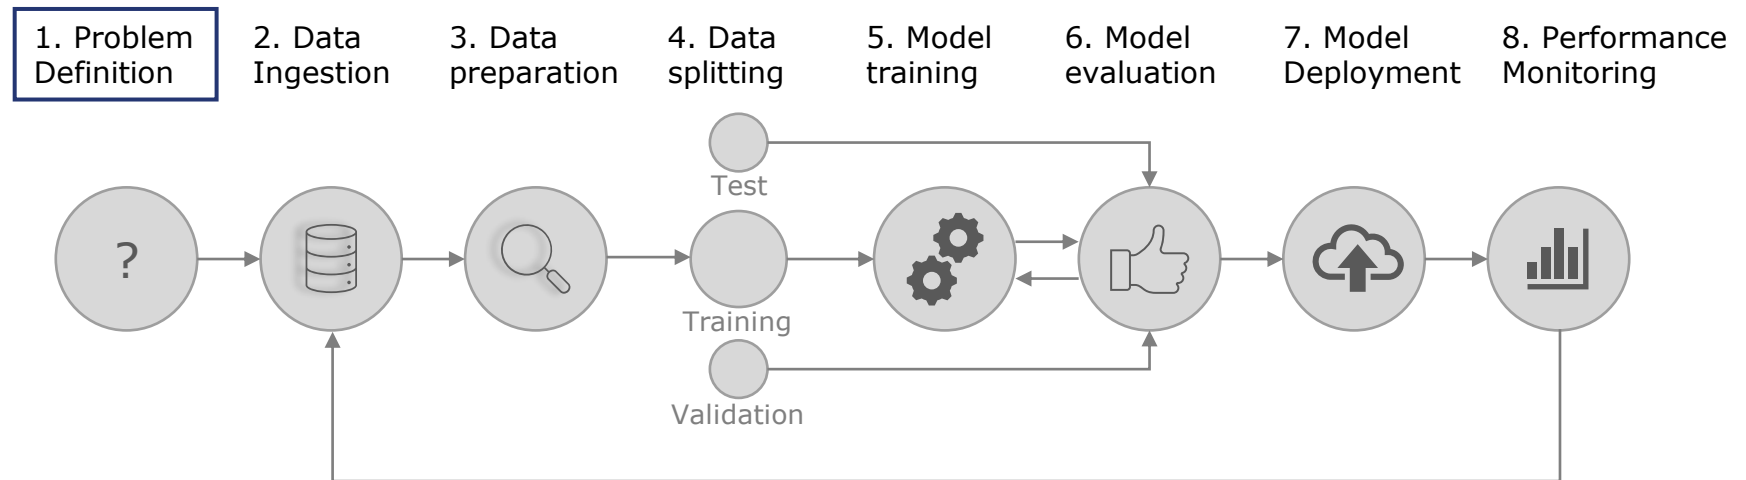 1. Problem
Definition
2. Data
Ingestion
3. Data
preparation
4. Data
splitting
5. Model
training
6. Model
evaluation
7. Model
Deployment
8. Performance
Monitoring
Test
?
Training
Validation